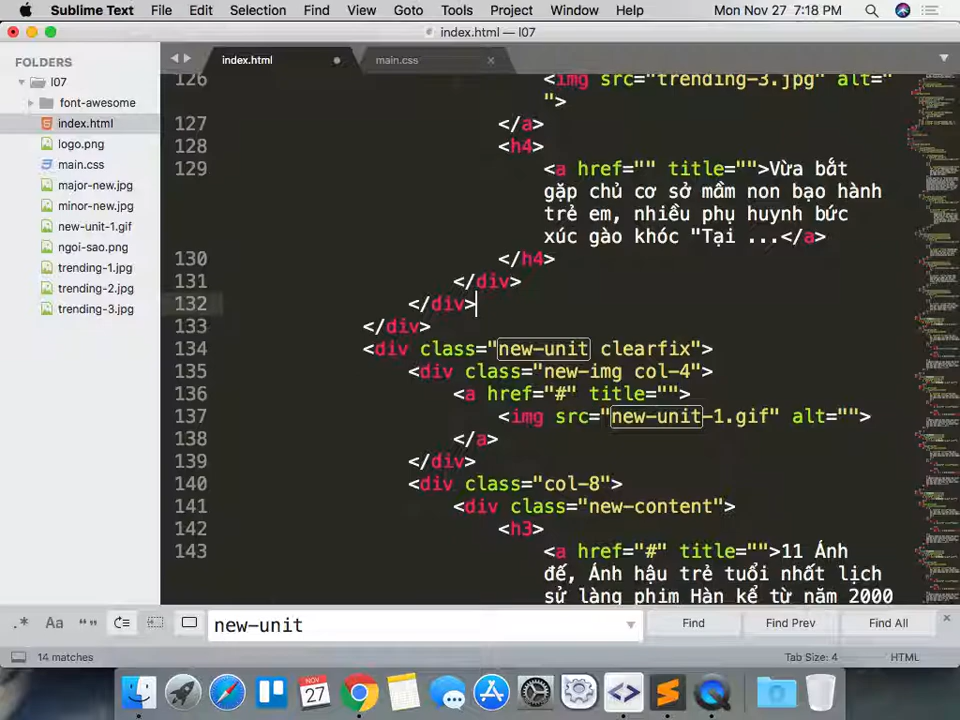 Sublime Text File Edit Selection Find View Goto Tools Project Window Help Mon Nov 27 7:18 PM
index.html — l07
FOLDERS
l07
font-awesome
index.html
logo.png
main.css
major-new.jpg
minor-new.jpg
new-unit-1.gif
ngoi-sao.png
trending-1.jpg
trending-2.jpg
trending-3.jpg
index.html main.css
126 <img src="trending-3.jpg" alt="
">
127 </a>
128 <h4>
129 <a href="" title="">Vừa bắt
gặp chủ cơ sở mầm non bạo hành
trẻ em, nhiều phụ huynh bức
xúc gào khóc "Tại ...</a>
130 </h4>
131 </div>
132 </div>
133 </div>
134 <div class="new-unit clearfix">
135 <div class="new-img col-4">
136 <a href="#" title="">
137 <img src="new-unit-1.gif" alt="">
138 </a>
139 </div>
140 <div class="col-8">
141 <div class="new-content">
142 <h3>
143 <a href="#" title="">11 Ánh
đế, Ánh hậu trẻ tuổi nhất lịch
sử làng phim Hàn kể từ năm 2000
.* Aa “” new-unit Find Find Prev Find All
14 matches Tab Size: 4 HTML
NOV
27